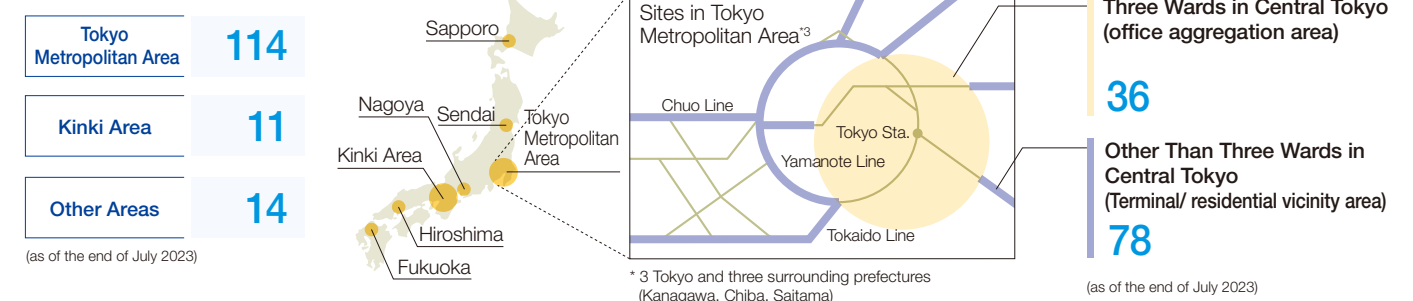 Tokyo
Metropolitan Area
114
Kinki Area
11
Other Areas
14
(as of the end of July 2023)
Sapporo
Nagoya
Sendai
Tokyo
Metropolitan
Area
Kinki Area
Hiroshima
Fukuoka
Sites in Tokyo
Metropolitan Area*3
Chuo Line
Tokyo Sta.
Yamanote Line
Tokaido Line
* 3 Tokyo and three surrounding prefectures
(Kanagawa, Chiba, Saitama)
Three Wards in Central Tokyo
(office aggregation area)
36
Other Than Three Wards in
Central Tokyo
(Terminal/ residential vicinity area)
78
(as of the end of July 2023)